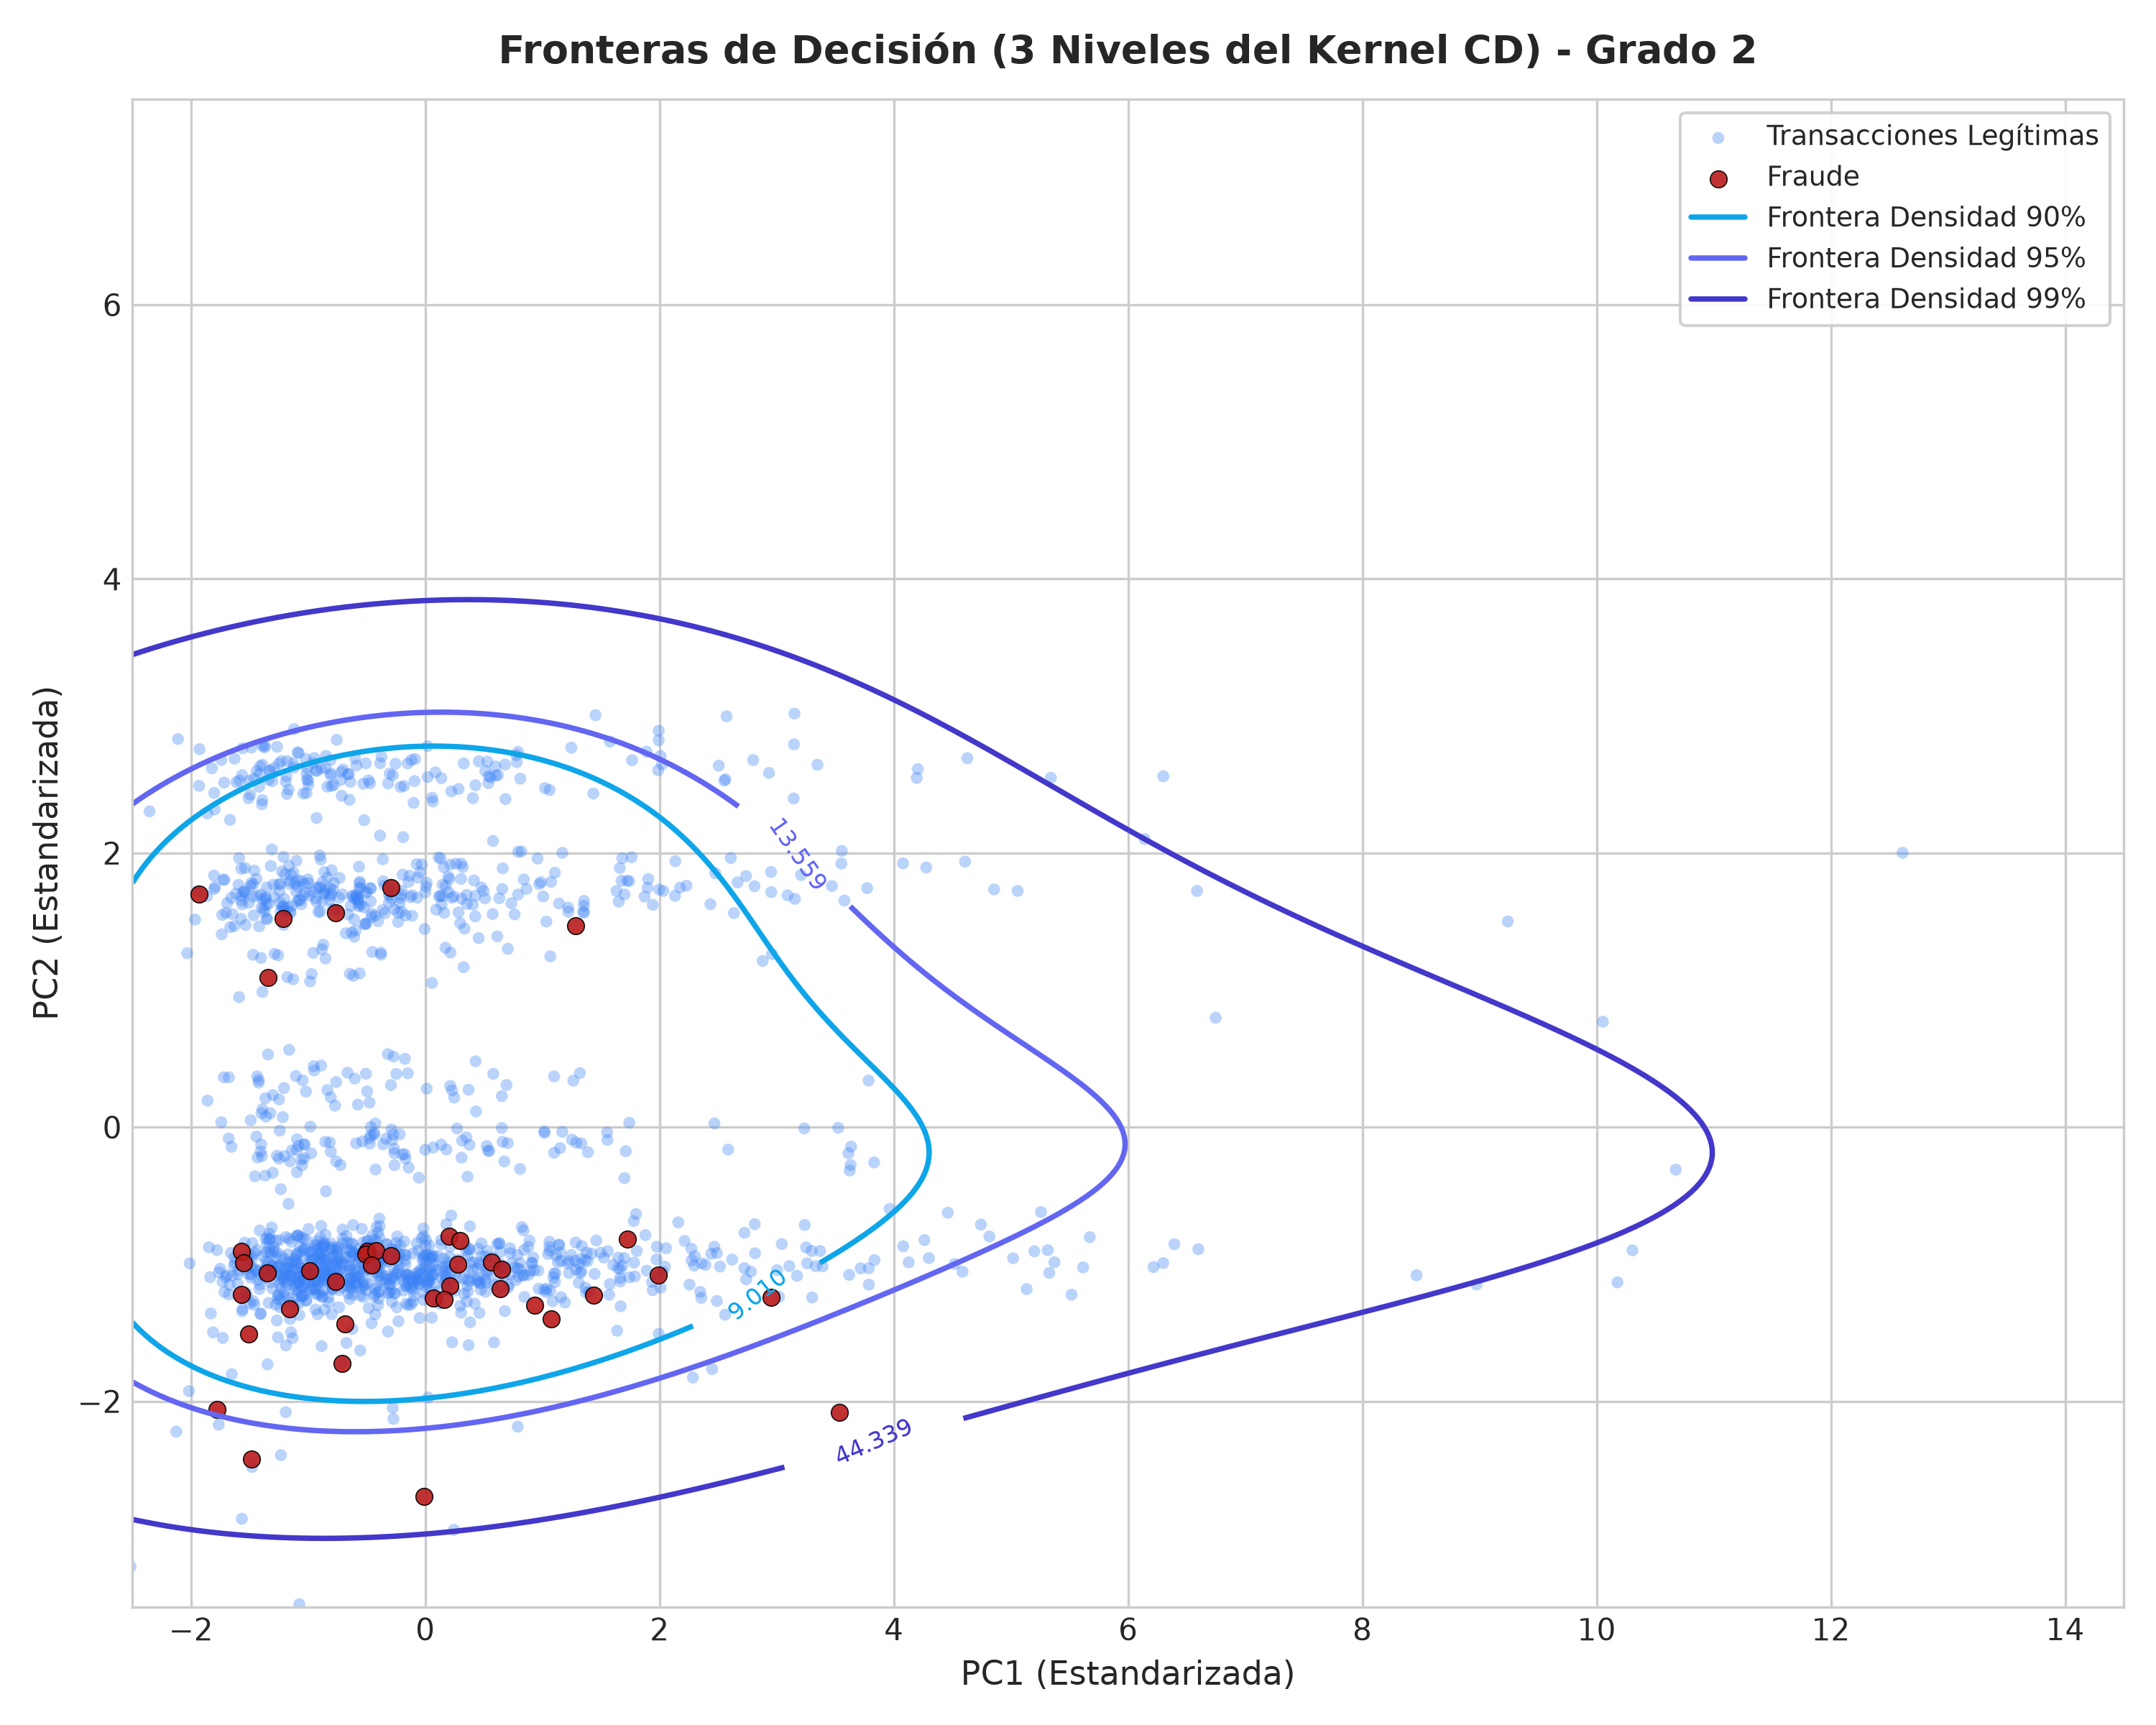 Fronteras de Decisión (3 Niveles del Kernel CD) - Grado 2
Transacciones Legítimas
Fraude
Frontera Densidad 90%
Frontera Densidad 95%
Frontera Densidad 99%
PC2 (Estandarizada)
6
4
2
0
−2
13.559
9.010
44.339
−2
0
2
4
6
8
10
12
14
PC1 (Estandarizada)